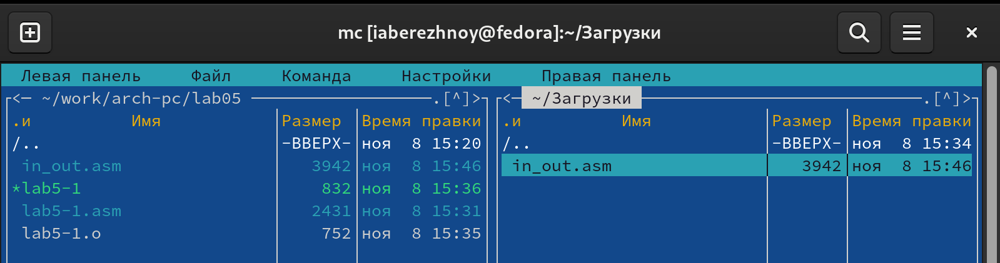 mc [iaberezhnoy@fedora]:~/Загрузки
Левая панель Файл Команда Настройки Правая панель
<─ ~/work/arch-pc/lab05 ─.[^]> <─ ~/Загрузки ─.[^]>
.и Имя Размер Время правки .и Имя Размер Время правки
/.. -ВВЕРХ- ноя 8 15:20 /.. -ВВЕРХ- ноя 8 15:34
in_out.asm 3942 ноя 8 15:46 in_out.asm 3942 ноя 8 15:46
*lab5-1 832 ноя 8 15:36
lab5-1.asm 2431 ноя 8 15:31
lab5-1.o 752 ноя 8 15:35